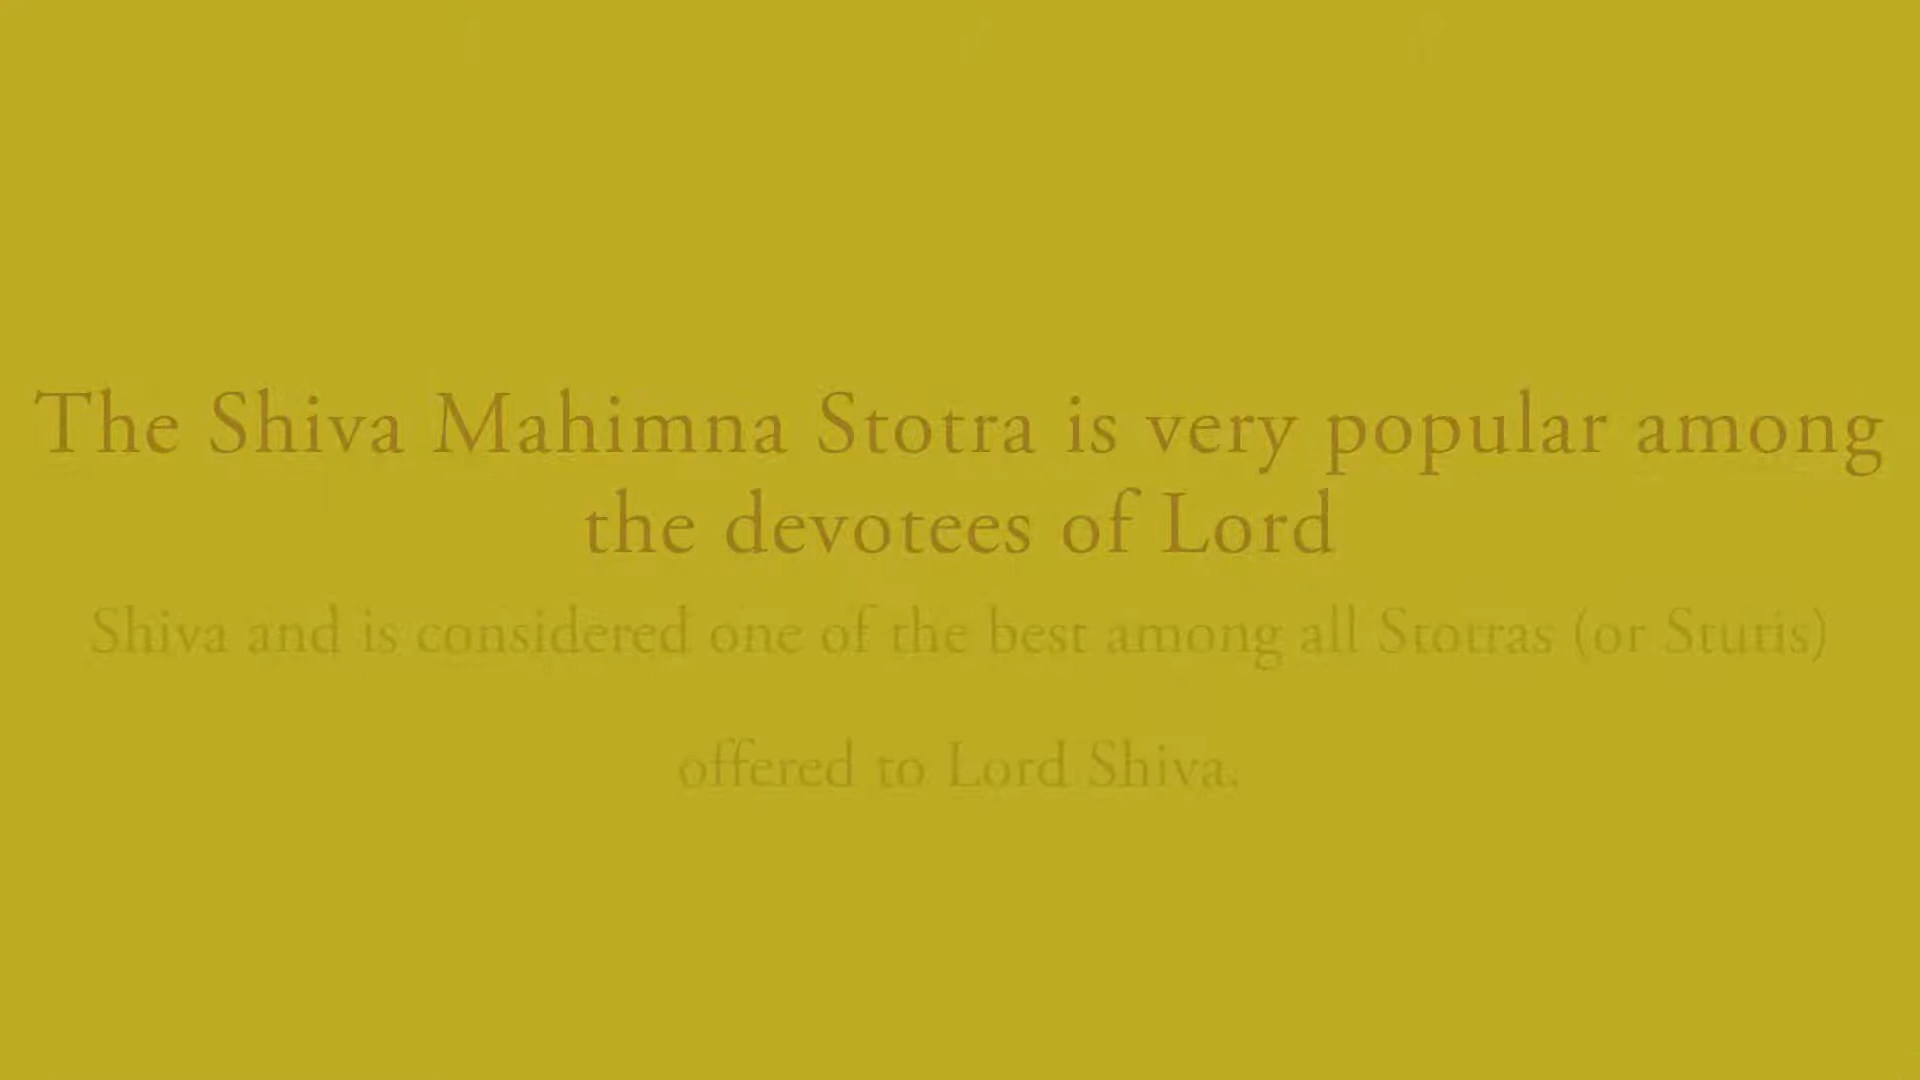 The Shiva Mahimna Stotra is very popular among
the devotees of Lord
Shiva and is considered one of the best among all Stotras (or Stutis)
offered to Lord Shiva.